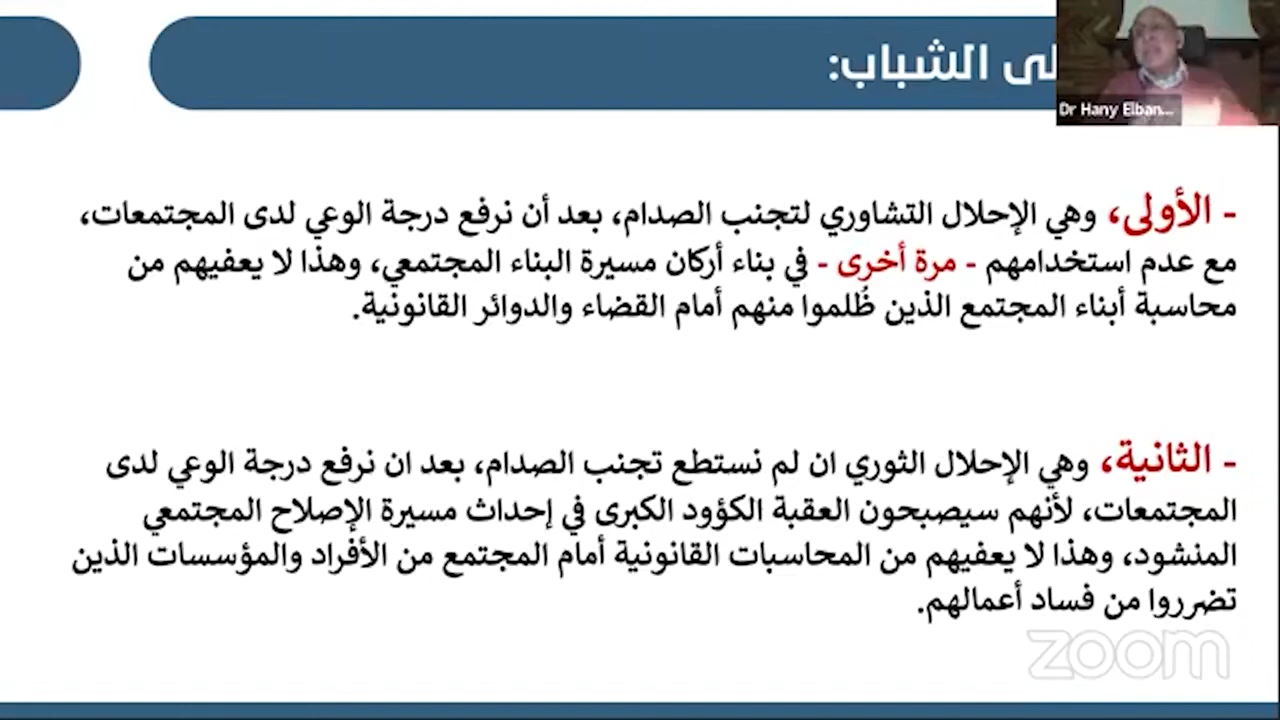 الشباب:
Dr Hany Elban...
- الأولى، وهي الإحلال التشاوري لتجنب الصدام، بعد أن نرفع درجة الوعي لدى المجتمعات،
مع عدم استخدامهم - مرة أخرى - في بناء أركان مسيرة البناء المجتمعي، وهذا لا يعفيهم من
محاسبة أبناء المجتمع الذين ظُلموا منهم أمام القضاء والدوائر القانونية.
- الثانية، وهي الإحلال الثوري ان لم نستطع تجنب الصدام، بعد ان نرفع درجة الوعي لدى
المجتمعات، لأنهم سيصبحون العقبة الكؤود الكبرى في إحداث مسيرة الإصلاح المجتمعي
المنشود، وهذا لا يعفيهم من المحاسبات القانونية أمام المجتمع من الأفراد والمؤسسات الذين
تضرروا من فساد أعمالهم.
zoom